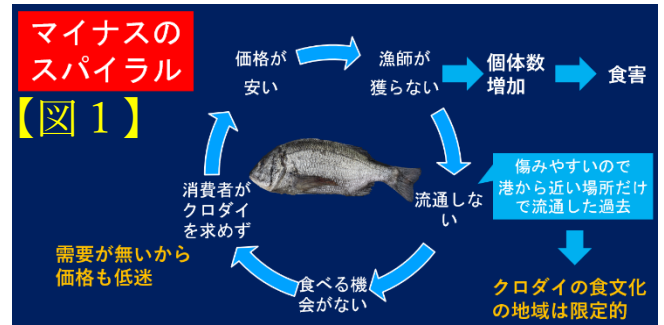 マイナスの
スパイラル
【図１】
価格が
安い
漁師が
獲らない
個体数
増加
食害
傷みやすいので
港から近い場所だけ
で流通した過去
流通しな
い
クロダイの食文化
の地域は限定的
食べる機
会がない
消費者が
クロダイ
を求めず
需要が無いから
価格も低迷